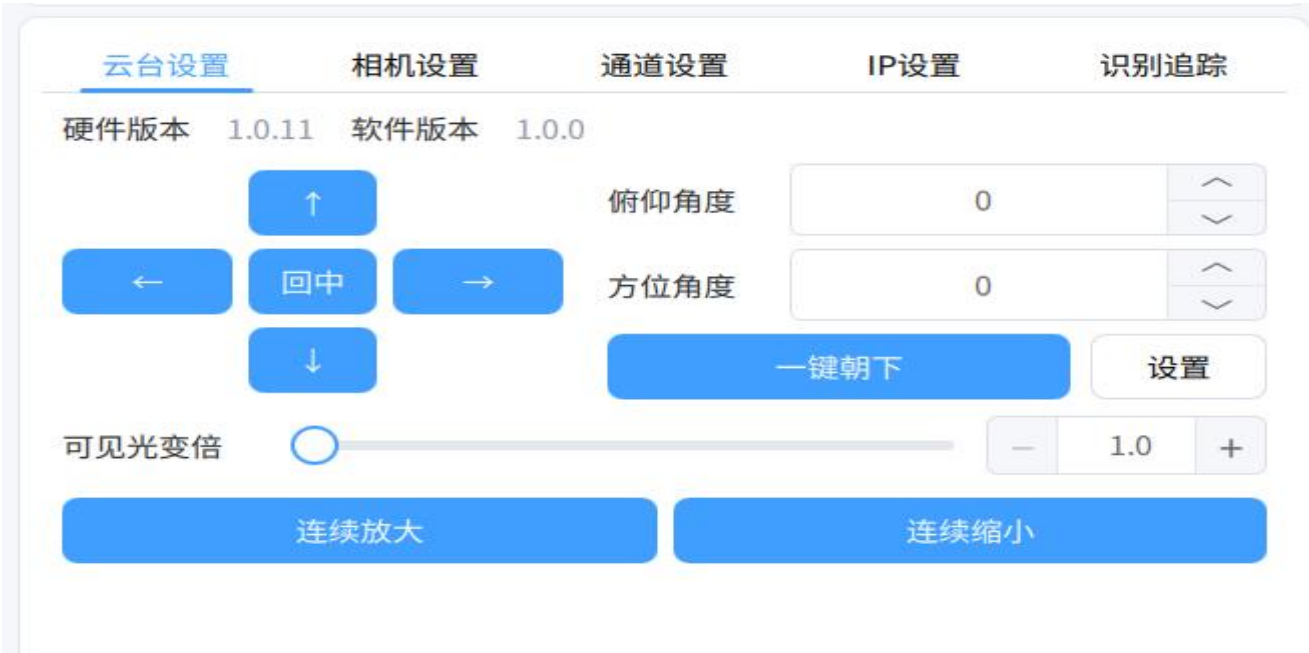 云台设置 相机设置 通道设置 IP设置 识别追踪
硬件版本 1.0.11 软件版本 1.0.0
↑
← 回中 →
↓
俯仰角度 0
方位角度 0
一键朝下 设置
可见光变倍 － 1.0 +
连续放大 连续缩小